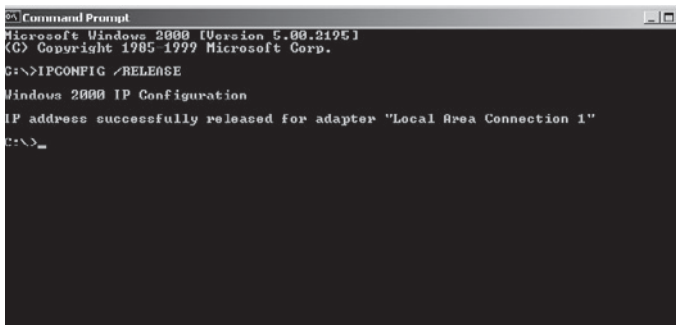 Command Prompt
Microsoft Windows 2000 [Version 5.00.2195]
(C) Copyright 1985-1999 Microsoft Corp.
C:\>IPCONFIG /RELEASE
Windows 2000 IP Configuration
IP address successfully released for adapter "Local Area Connection 1"
C:\>_